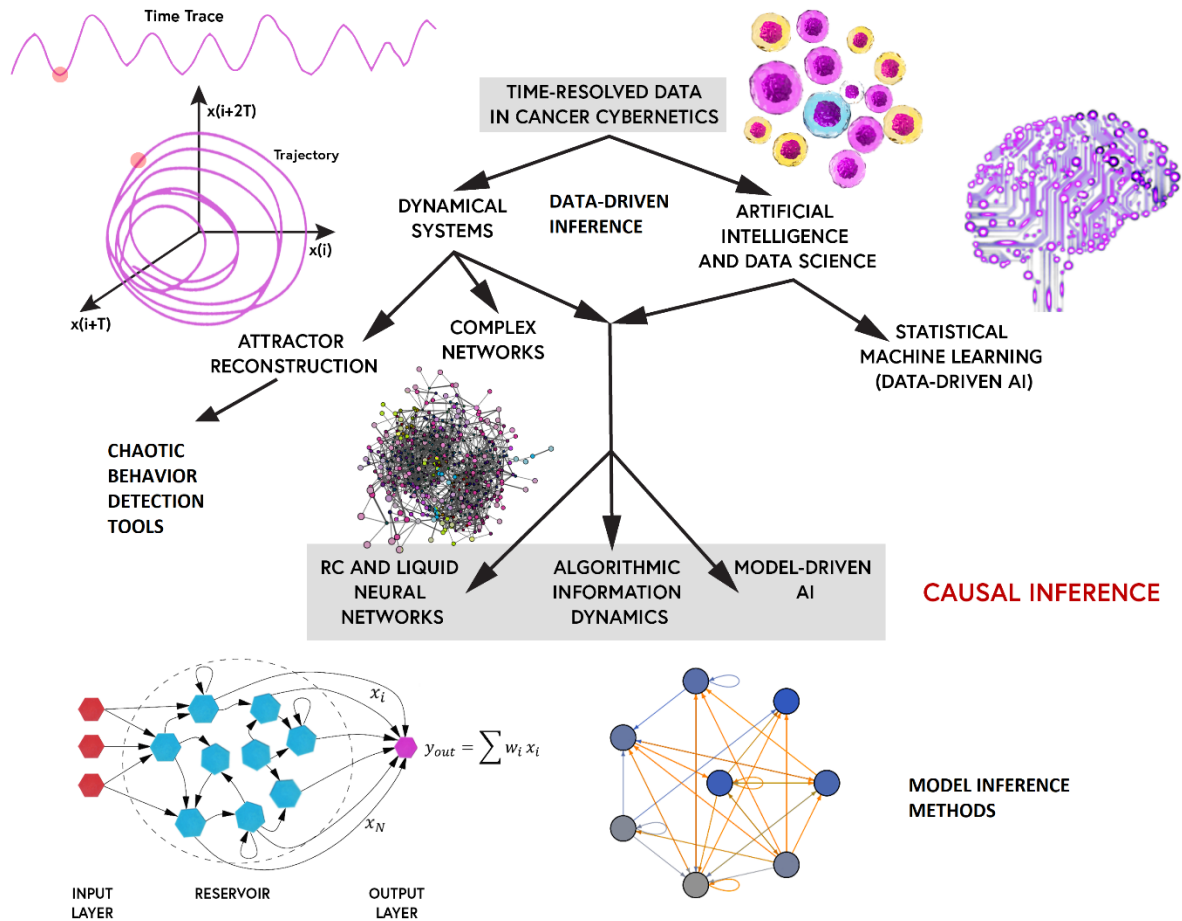 Time Trace
x(i+2T)
Trajectory
x(i)
x(i+T)
TIME-RESOLVED DATA
IN CANCER CYBERNETICS
DYNAMICAL
SYSTEMS
DATA-DRIVEN
INFERENCE
ARTIFICIAL
INTELLIGENCE
AND DATA SCIENCE
ATTRACTOR
RECONSTRUCTION
COMPLEX
NETWORKS
STATISTICAL
MACHINE LEARNING
(DATA-DRIVEN AI)
CHAOTIC
BEHAVIOR
DETECTION
TOOLS
RC AND LIQUID
NEURAL
NETWORKS
ALGORITHMIC
INFORMATION
DYNAMICS
MODEL-DRIVEN
AI
CAUSAL INFERENCE
x_i
y_{out} = ∑ w_i x_i
x_N
INPUT
LAYER
RESERVOIR
OUTPUT
LAYER
MODEL INFERENCE
METHODS